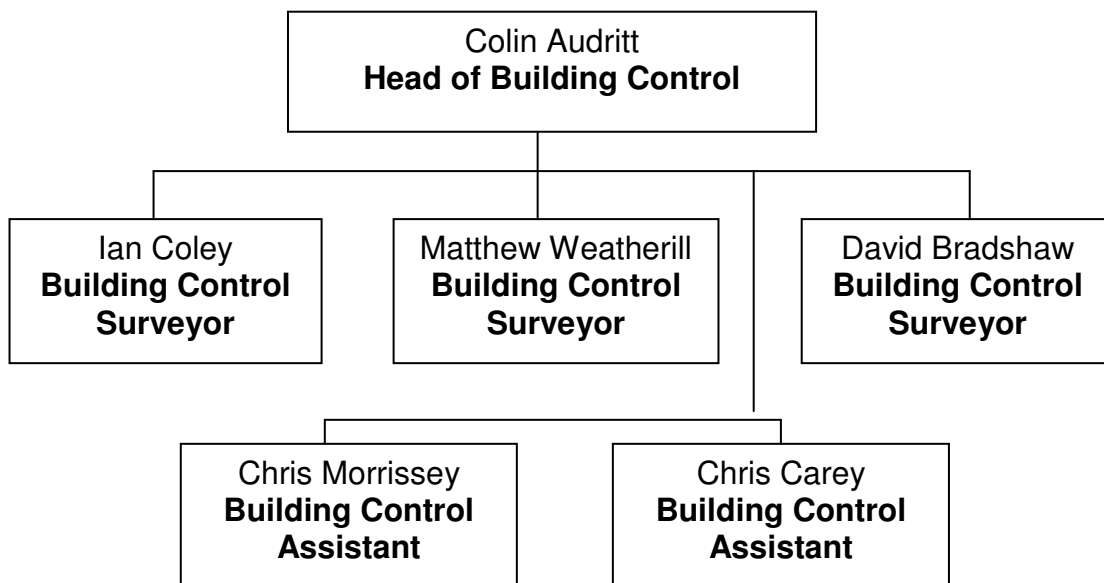 Colin Audritt
Head of Building Control
Ian Coley
Building Control
Surveyor
Matthew Weatherill
Building Control
Surveyor
David Bradshaw
Building Control
Surveyor
Chris Morrissey
Building Control
Assistant
Chris Carey
Building Control
Assistant